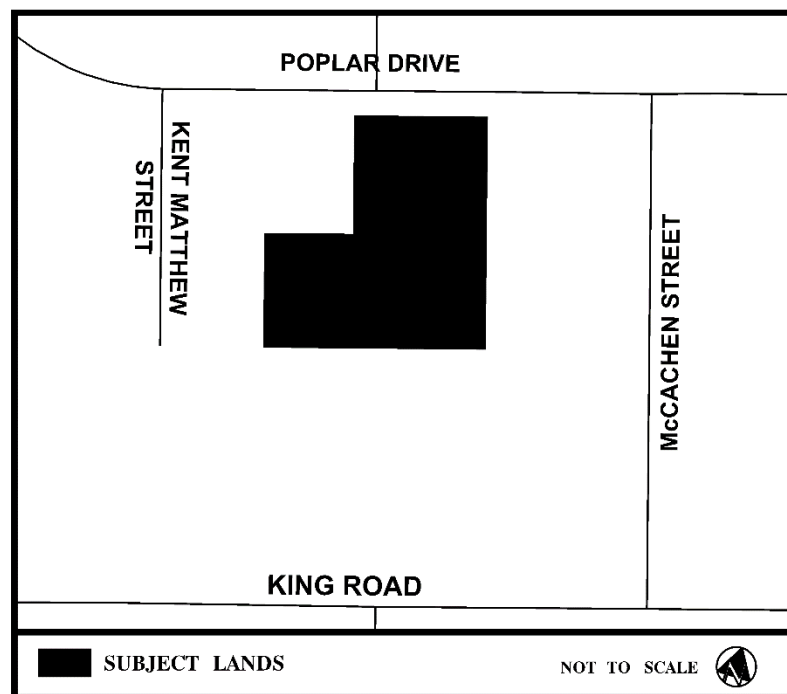 POPLAR DRIVE
KENT MATTHEW
STREET
McCACHEN STREET
KING ROAD
SUBJECT LANDS
NOT TO SCALE